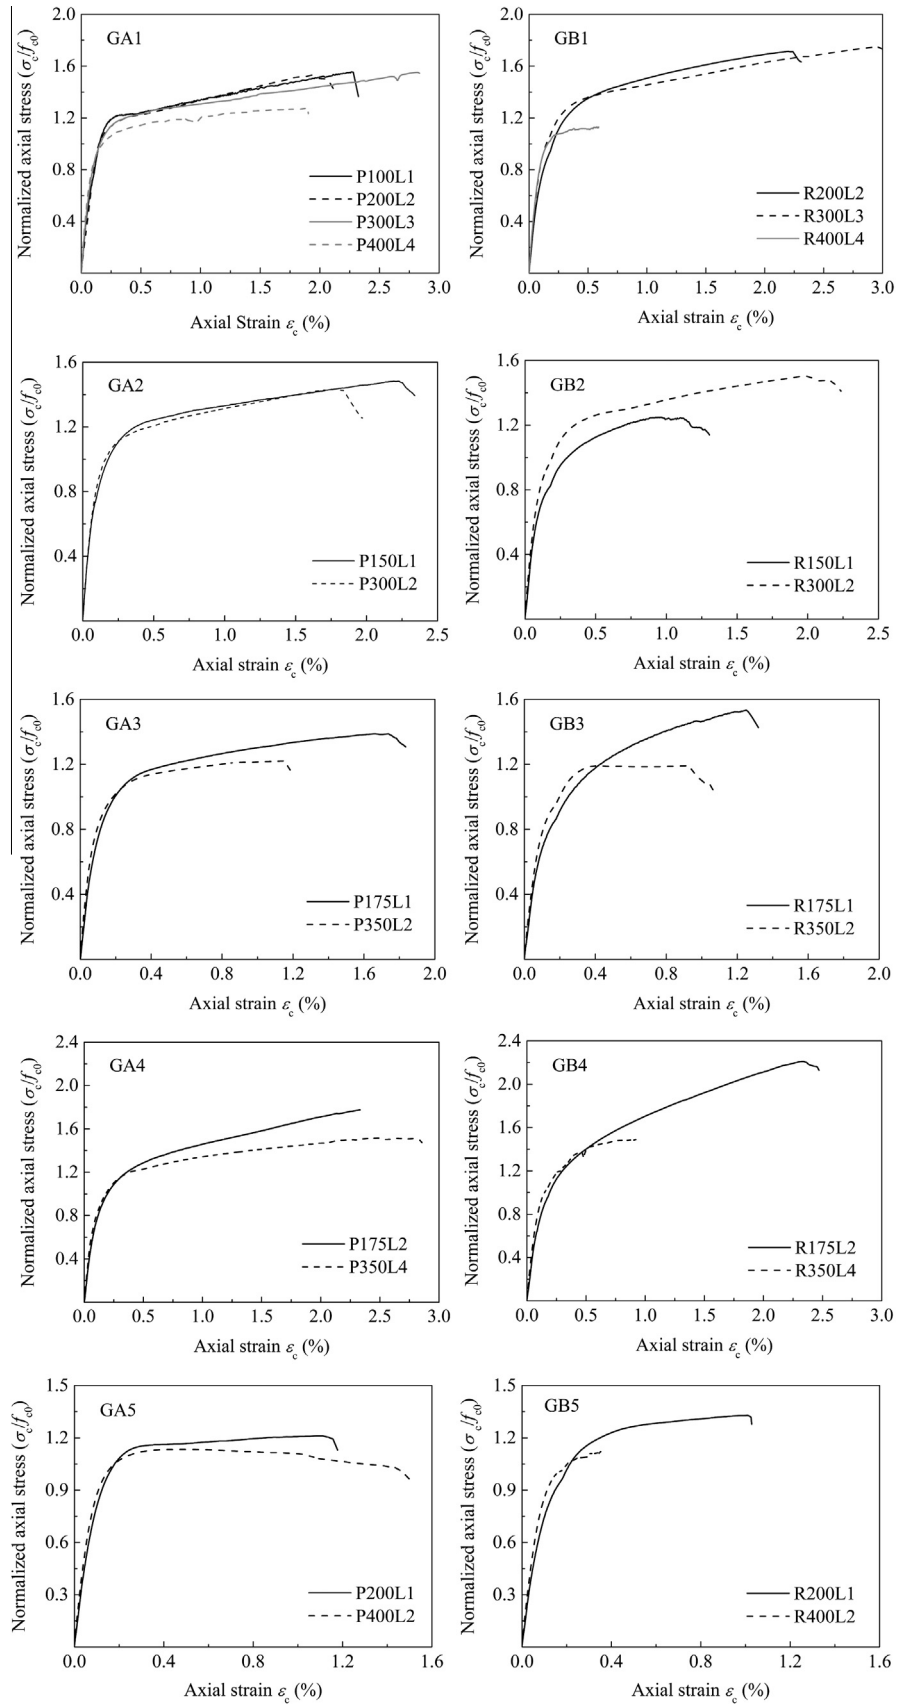 GA1
Normalized axial stress (σc/fc0)
2.0
1.6
1.2
0.8
0.4
P100L1
P200L2
P300L3
P400L4
0.0 0.5 1.0 1.5 2.0 2.5 3.0
Axial Strain εc (%)
GB1
Normalized axial stress (σc/fc0)
2.0
1.6
1.2
0.8
0.4
R200L2
R300L3
R400L4
0.0 0.5 1.0 1.5 2.0 2.5 3.0
Axial strain εc (%)
GA2
Normalized axial stress (σc/fc0)
1.6
1.2
0.8
0.4
P150L1
P300L2
0.0 0.5 1.0 1.5 2.0 2.5
Axial strain εc (%)
GB2
Normalized axial stress (σc/fc0)
1.6
1.2
0.8
0.4
R150L1
R300L2
0.0 0.5 1.0 1.5 2.0 2.5
Axial strain εc (%)
GA3
Normalized axial stress (σc/fc0)
1.6
1.2
0.8
0.4
P175L1
P350L2
0.0 0.4 0.8 1.2 1.6 2.0
Axial strain εc (%)
GB3
Normalized axial stress (σc/fc0)
1.6
1.2
0.8
0.4
R175L1
R350L2
0.0 0.4 0.8 1.2 1.6 2.0
Axial strain εc (%)
GA4
Normalized axial stress (σc/fc0)
2.4
2.0
1.6
1.2
0.8
0.4
P175L2
P350L4
0.0 0.5 1.0 1.5 2.0 2.5 3.0
Axial strain εc (%)
GB4
Normalized axial stress (σc/fc0)
2.4
2.0
1.6
1.2
0.8
0.4
R175L2
R350L4
0.0 0.5 1.0 1.5 2.0 2.5 3.0
Axial strain εc (%)
GA5
Normalized axial stress (σc/fc0)
1.5
1.2
0.9
0.6
0.3
P200L1
P400L2
0.0 0.4 0.8 1.2 1.6
Axial strain εc (%)
GB5
Normalized axial stress (σc/fc0)
1.5
1.2
0.9
0.6
0.3
R200L1
R400L2
0.0 0.4 0.8 1.2 1.6
Axial strain εc (%)